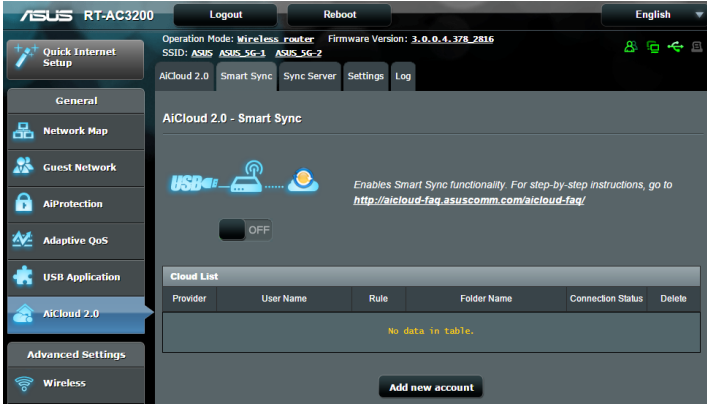 ASUS RT-AC3200 Logout Reboot English
Quick Internet Setup
Operation Mode: Wireless router Firmware Version: 3.0.0.4.378_2816
SSID: ASUS ASUS_5G-1 ASUS_5G-2
AiCloud 2.0 Smart Sync Sync Server Settings Log
General
Network Map
Guest Network
AiProtection
Adaptive QoS
USB Application
AiCloud 2.0
Advanced Settings
Wireless
AiCloud 2.0 - Smart Sync
USB
Enables Smart Sync functionality. For step-by-step instructions, go to
http://aicloud-faq.asuscomm.com/aicloud-faq/
OFF
Cloud List
Provider User Name Rule Folder Name Connection Status Delete
No data in table.
Add new account